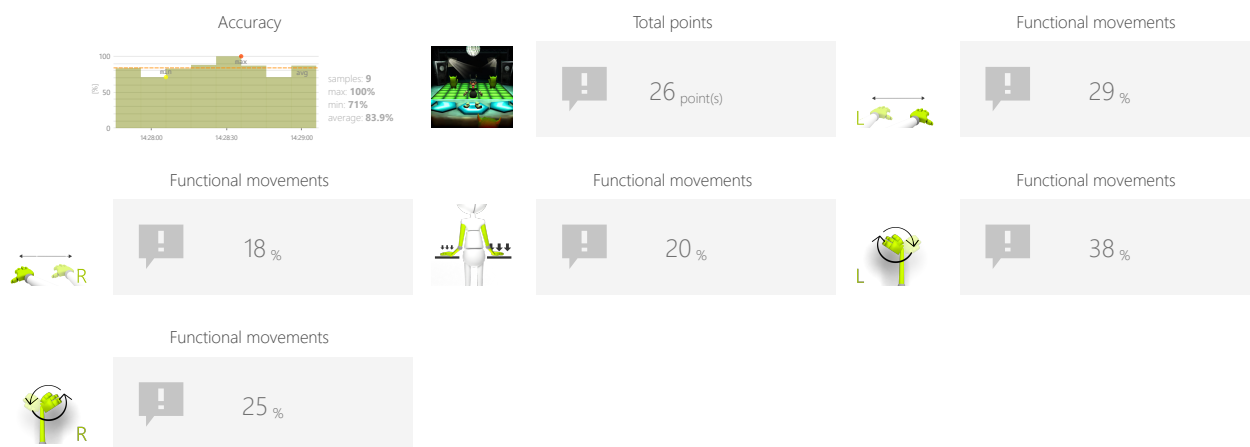 Accuracy
100
50
0
[%]
min
max
avg
14:28:00
14:28:30
14:29:00
samples: 9
max: 100%
min: 71%
average: 83.9%
Total points
26 point(s)
Functional movements
L
29 %
Functional movements
R
18 %
Functional movements
20 %
Functional movements
L
38 %
Functional movements
R
25 %